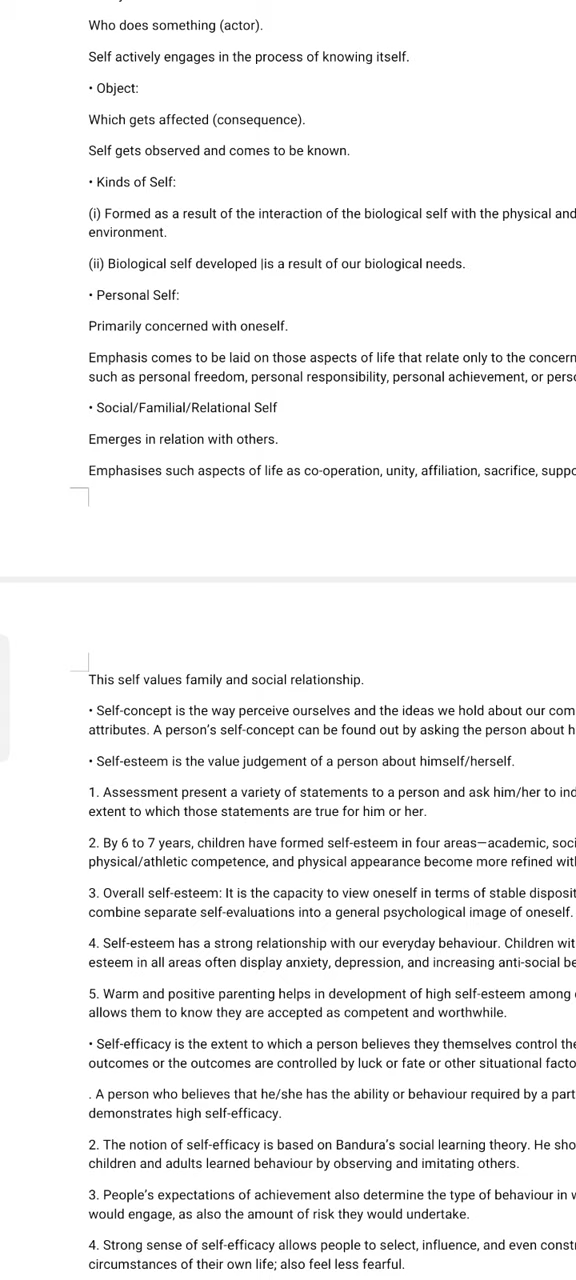 Who does something (actor).
Self actively engages in the process of knowing itself.
• Object:
Which gets affected (consequence).
Self gets observed and comes to be known.
• Kinds of Self:
(i) Formed as a result of the interaction of the biological self with the physical and
environment.
(ii) Biological self developed |is a result of our biological needs.
• Personal Self:
Primarily concerned with oneself.
Emphasis comes to be laid on those aspects of life that relate only to the concern
such as personal freedom, personal responsibility, personal achievement, or perso
• Social/Familial/Relational Self
Emerges in relation with others.
Emphasises such aspects of life as co-operation, unity, affiliation, sacrifice, suppo
This self values family and social relationship.
• Self-concept is the way perceive ourselves and the ideas we hold about our com
attributes. A person's self-concept can be found out by asking the person about h
• Self-esteem is the value judgement of a person about himself/herself.
1. Assessment present a variety of statements to a person and ask him/her to ind
extent to which those statements are true for him or her.
2. By 6 to 7 years, children have formed self-esteem in four areas—academic, soci
physical/athletic competence, and physical appearance become more refined wit
3. Overall self-esteem: It is the capacity to view oneself in terms of stable disposit
combine separate self-evaluations into a general psychological image of oneself.
4. Self-esteem has a strong relationship with our everyday behaviour. Children wit
esteem in all areas often display anxiety, depression, and increasing anti-social be
5. Warm and positive parenting helps in development of high self-esteem among
allows them to know they are accepted as competent and worthwhile.
• Self-efficacy is the extent to which a person believes they themselves control the
outcomes or the outcomes are controlled by luck or fate or other situational facto
. A person who believes that he/she has the ability or behaviour required by a part
demonstrates high self-efficacy.
2. The notion of self-efficacy is based on Bandura's social learning theory. He sho
children and adults learned behaviour by observing and imitating others.
3. People's expectations of achievement also determine the type of behaviour in w
would engage, as also the amount of risk they would undertake.
4. Strong sense of self-efficacy allows people to select, influence, and even constr
circumstances of their own life; also feel less fearful.